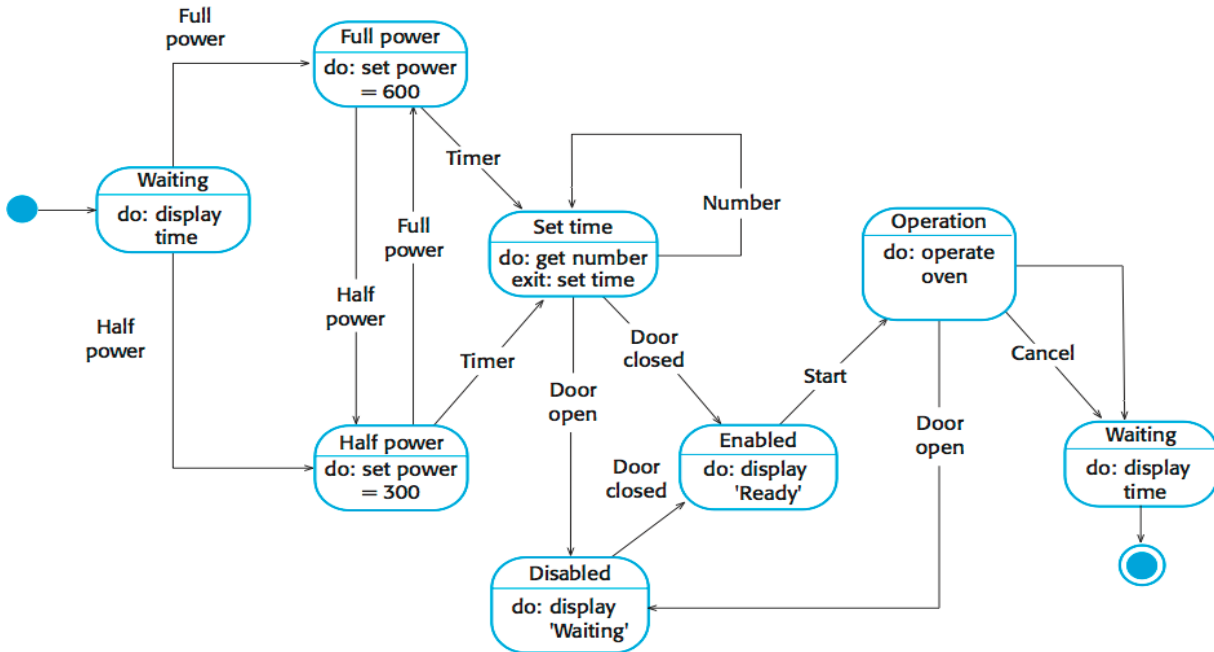 Full
power
Full power
do: set power
= 600
Waiting
do: display
time
Timer
Number
Full
power
Set time
do: get number
exit: set time
Operation
do: operate
oven
Half
power
Half
power
Door
closed
Timer
Door
open
Start
Cancel
Door
open
Half power
do: set power
= 300
Enabled
do: display
'Ready'
Door
closed
Waiting
do: display
time
Disabled
do: display
'Waiting'